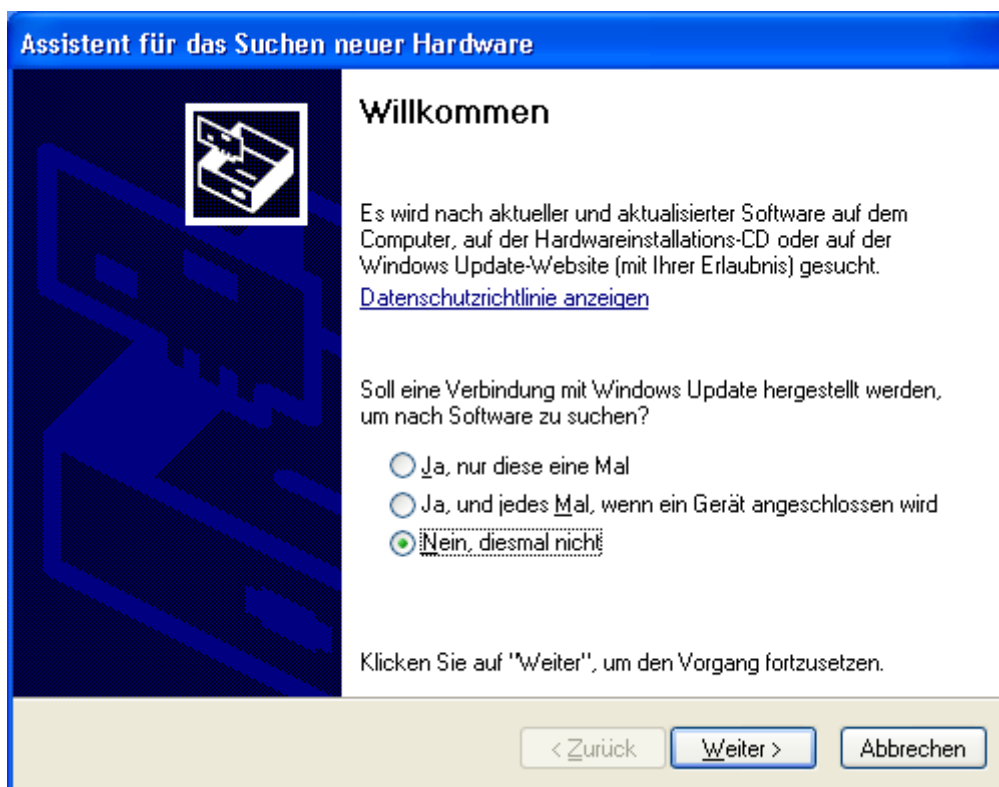 Assistent für das Suchen neuer Hardware
Willkommen
Es wird nach aktueller und aktualisierter Software auf dem
Computer, auf der Hardwareinstallations-CD oder auf der
Windows Update-Website (mit Ihrer Erlaubnis) gesucht.
Datenschutzrichtlinie anzeigen
Soll eine Verbindung mit Windows Update hergestellt werden,
um nach Software zu suchen?
Ja, nur diese eine Mal
Ja, und jedes Mal, wenn ein Gerät angeschlossen wird
Nein, diesmal nicht
Klicken Sie auf "Weiter", um den Vorgang fortzusetzen.
< Zurück Weiter > Abbrechen